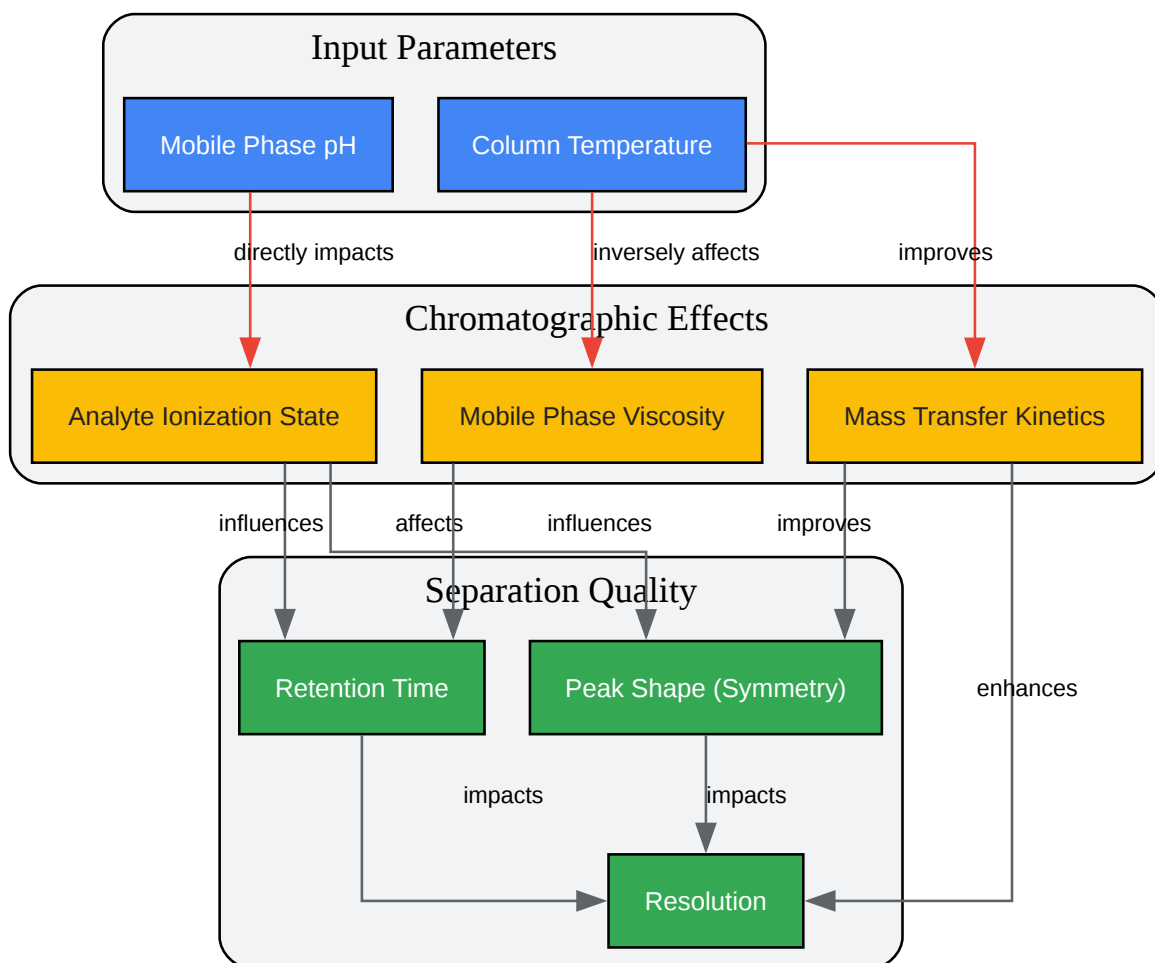 Input Parameters
Mobile Phase pH
Column Temperature
directly impacts
inversely affects
improves
Chromatographic Effects
Analyte Ionization State
Mobile Phase Viscosity
Mass Transfer Kinetics
influences
affects
influences
improves
Separation Quality
Retention Time
Peak Shape (Symmetry)
enhances
impacts
impacts
Resolution